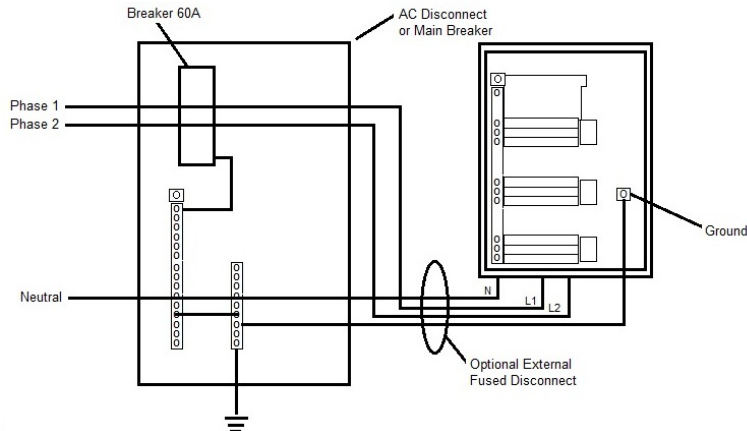 Breaker 60A
AC Disconnect
or Main Breaker
Phase 1
Phase 2
Ground
Neutral
N
L1
L2
Optional External
Fused Disconnect